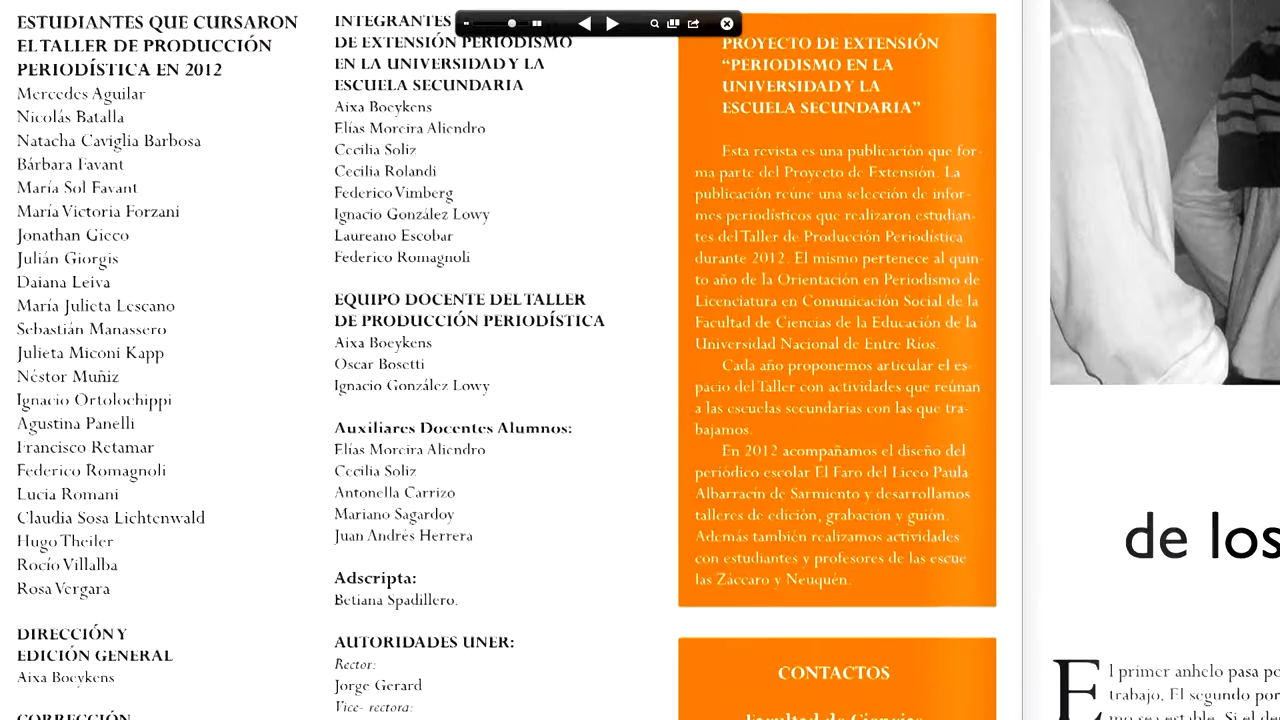 ESTUDIANTES QUE CURSARON
EL TALLER DE PRODUCCIÓN
PERIODÍSTICA EN 2012
Mercedes Aguilar
Nicolás Batalla
Natacha Caviglia Barbosa
Bárbara Favant
María Sol Favant
María Victoria Forzani
Jonathan Gieco
Julián Giorgis
Daiana Leiva
María Julieta Lescano
Sebastián Manassero
Julieta Miconi Kapp
Néstor Muñiz
Ignacio Ortolochippi
Agustina Panelli
Francisco Retamar
Federico Romagnoli
Lucia Romani
Claudia Sosa Lichtenwald
Hugo Theiler
Rocío Villalba
Rosa Vergara
DIRECCIÓN Y
EDICIÓN GENERAL
Aixa Boeykens
CORRECCIÓN
INTEGRANTES
DE EXTENSIÓN PERIODISMO
EN LA UNIVERSIDAD Y LA
ESCUELA SECUNDARIA
Aixa Boeykens
Elías Moreira Aliendro
Cecilia Soliz
Cecilia Rolandi
Federico Vimberg
Ignacio González Lowy
Laureano Escobar
Federico Romagnoli
EQUIPO DOCENTE DEL TALLER
DE PRODUCCIÓN PERIODÍSTICA
Aixa Boeykens
Oscar Bosetti
Ignacio González Lowy
Auxiliares Docentes Alumnos:
Elías Moreira Aliendro
Cecilia Soliz
Antonella Carrizo
Mariano Sagardoy
Juan Andrés Herrera
Adscripta:
Betiana Spadillero.
AUTORIDADES UNER:
Rector:
Jorge Gerard
Vice- rectora:
PROYECTO DE EXTENSIÓN
“PERIODISMO EN LA
UNIVERSIDAD Y LA
ESCUELA SECUNDARIA”
Esta revista es una publicación que for-
ma parte del Proyecto de Extensión. La
publicación reúne una selección de infor-
mes periodísticos que realizaron estudian-
tes del Taller de Producción Periodística
durante 2012. El mismo pertenece al quin-
to año de la Orientación en Periodismo de
Licenciatura en Comunicación Social de la
Facultad de Ciencias de la Educación de la
Universidad Nacional de Entre Ríos.
Cada año proponemos articular el es-
pacio del Taller con actividades que reúnan
a las escuelas secundarias con las que tra-
bajamos.
En 2012 acompañamos el diseño del
periódico escolar El Faro del Liceo Paula
Albarracín de Sarmiento y desarrollamos
talleres de edición, grabación y guión.
Además también realizamos actividades
con estudiantes y profesores de las escue
las Záccaro y Neuquén.
CONTACTOS
Facultad de Ciencias
de los
El primer anhelo pasa po
trabajo. El segundo por
mo sea estable. Si el de